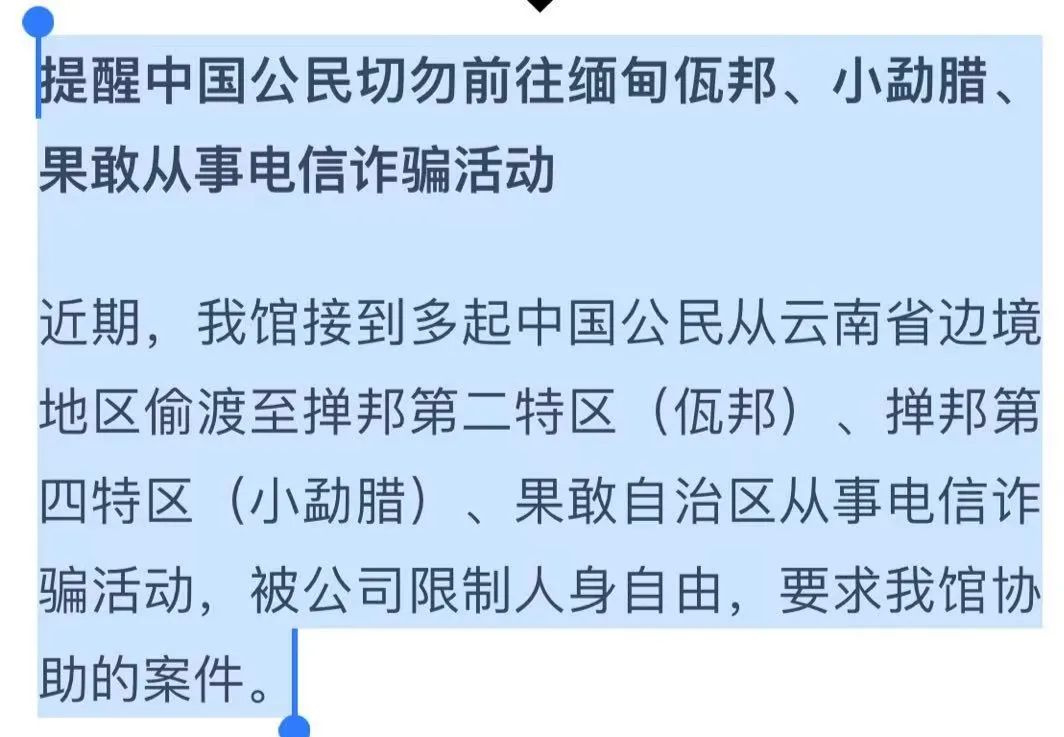 提醒中国公民切勿前往缅甸佤邦、小勐腊、
果敢从事电信诈骗活动
近期，我馆接到多起中国公民从云南省边境
地区偷渡至掸邦第二特区（佤邦）、掸邦第
四特区（小勐腊）、果敢自治区从事电信诈
骗活动，被公司限制人身自由，要求我馆协
助的案件。